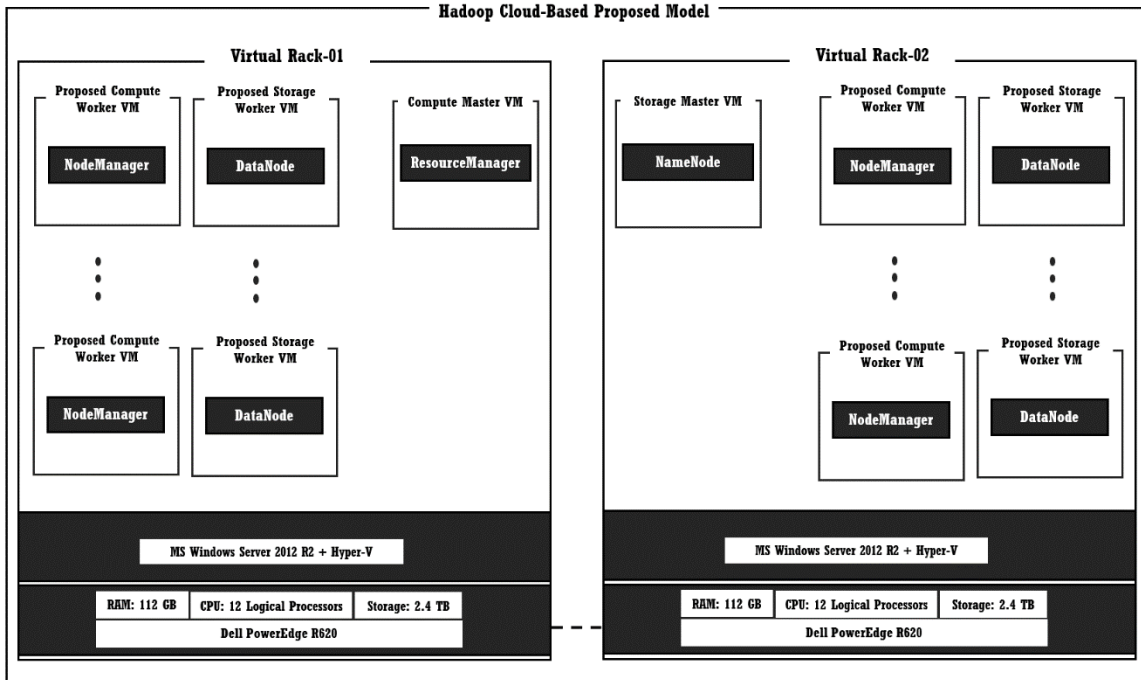 Hadoop Cloud-Based Proposed Model
Virtual Rack-01
Proposed Compute
Worker VM
NodeManager
Proposed Storage
Worker VM
DataNode
Compute Master VM
ResourceManager
Proposed Compute
Worker VM
NodeManager
Proposed Storage
Worker VM
DataNode
MS Windows Server 2012 R2 + Hyper-V
RAM: 112 GB
CPU: 12 Logical Processors
Storage: 2.4 TB
Dell PowerEdge R620
Virtual Rack-02
Storage Master VM
NameNode
Proposed Compute
Worker VM
NodeManager
Proposed Storage
Worker VM
DataNode
Proposed Compute
Worker VM
NodeManager
Proposed Storage
Worker VM
DataNode
MS Windows Server 2012 R2 + Hyper-V
RAM: 112 GB
CPU: 12 Logical Processors
Storage: 2.4 TB
Dell PowerEdge R620